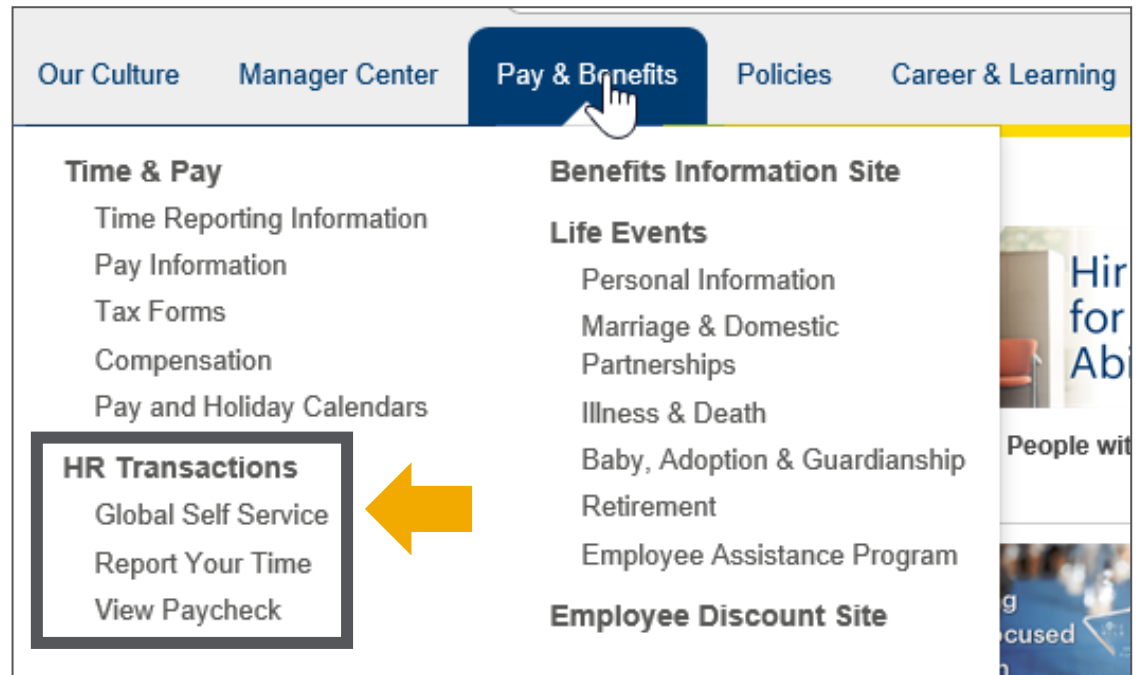 Our Culture
Manager Center
Pay & Benefits
Policies
Career & Learning
Time & Pay
Time Reporting Information
Pay Information
Tax Forms
Compensation
Pay and Holiday Calendars
HR Transactions
Global Self Service
Report Your Time
View Paycheck
Benefits Information Site
Life Events
Personal Information
Marriage & Domestic
Partnerships
Illness & Death
Baby, Adoption & Guardianship
Retirement
Employee Assistance Program
Employee Discount Site
Hir
for
Abi
People wit
g
ocused